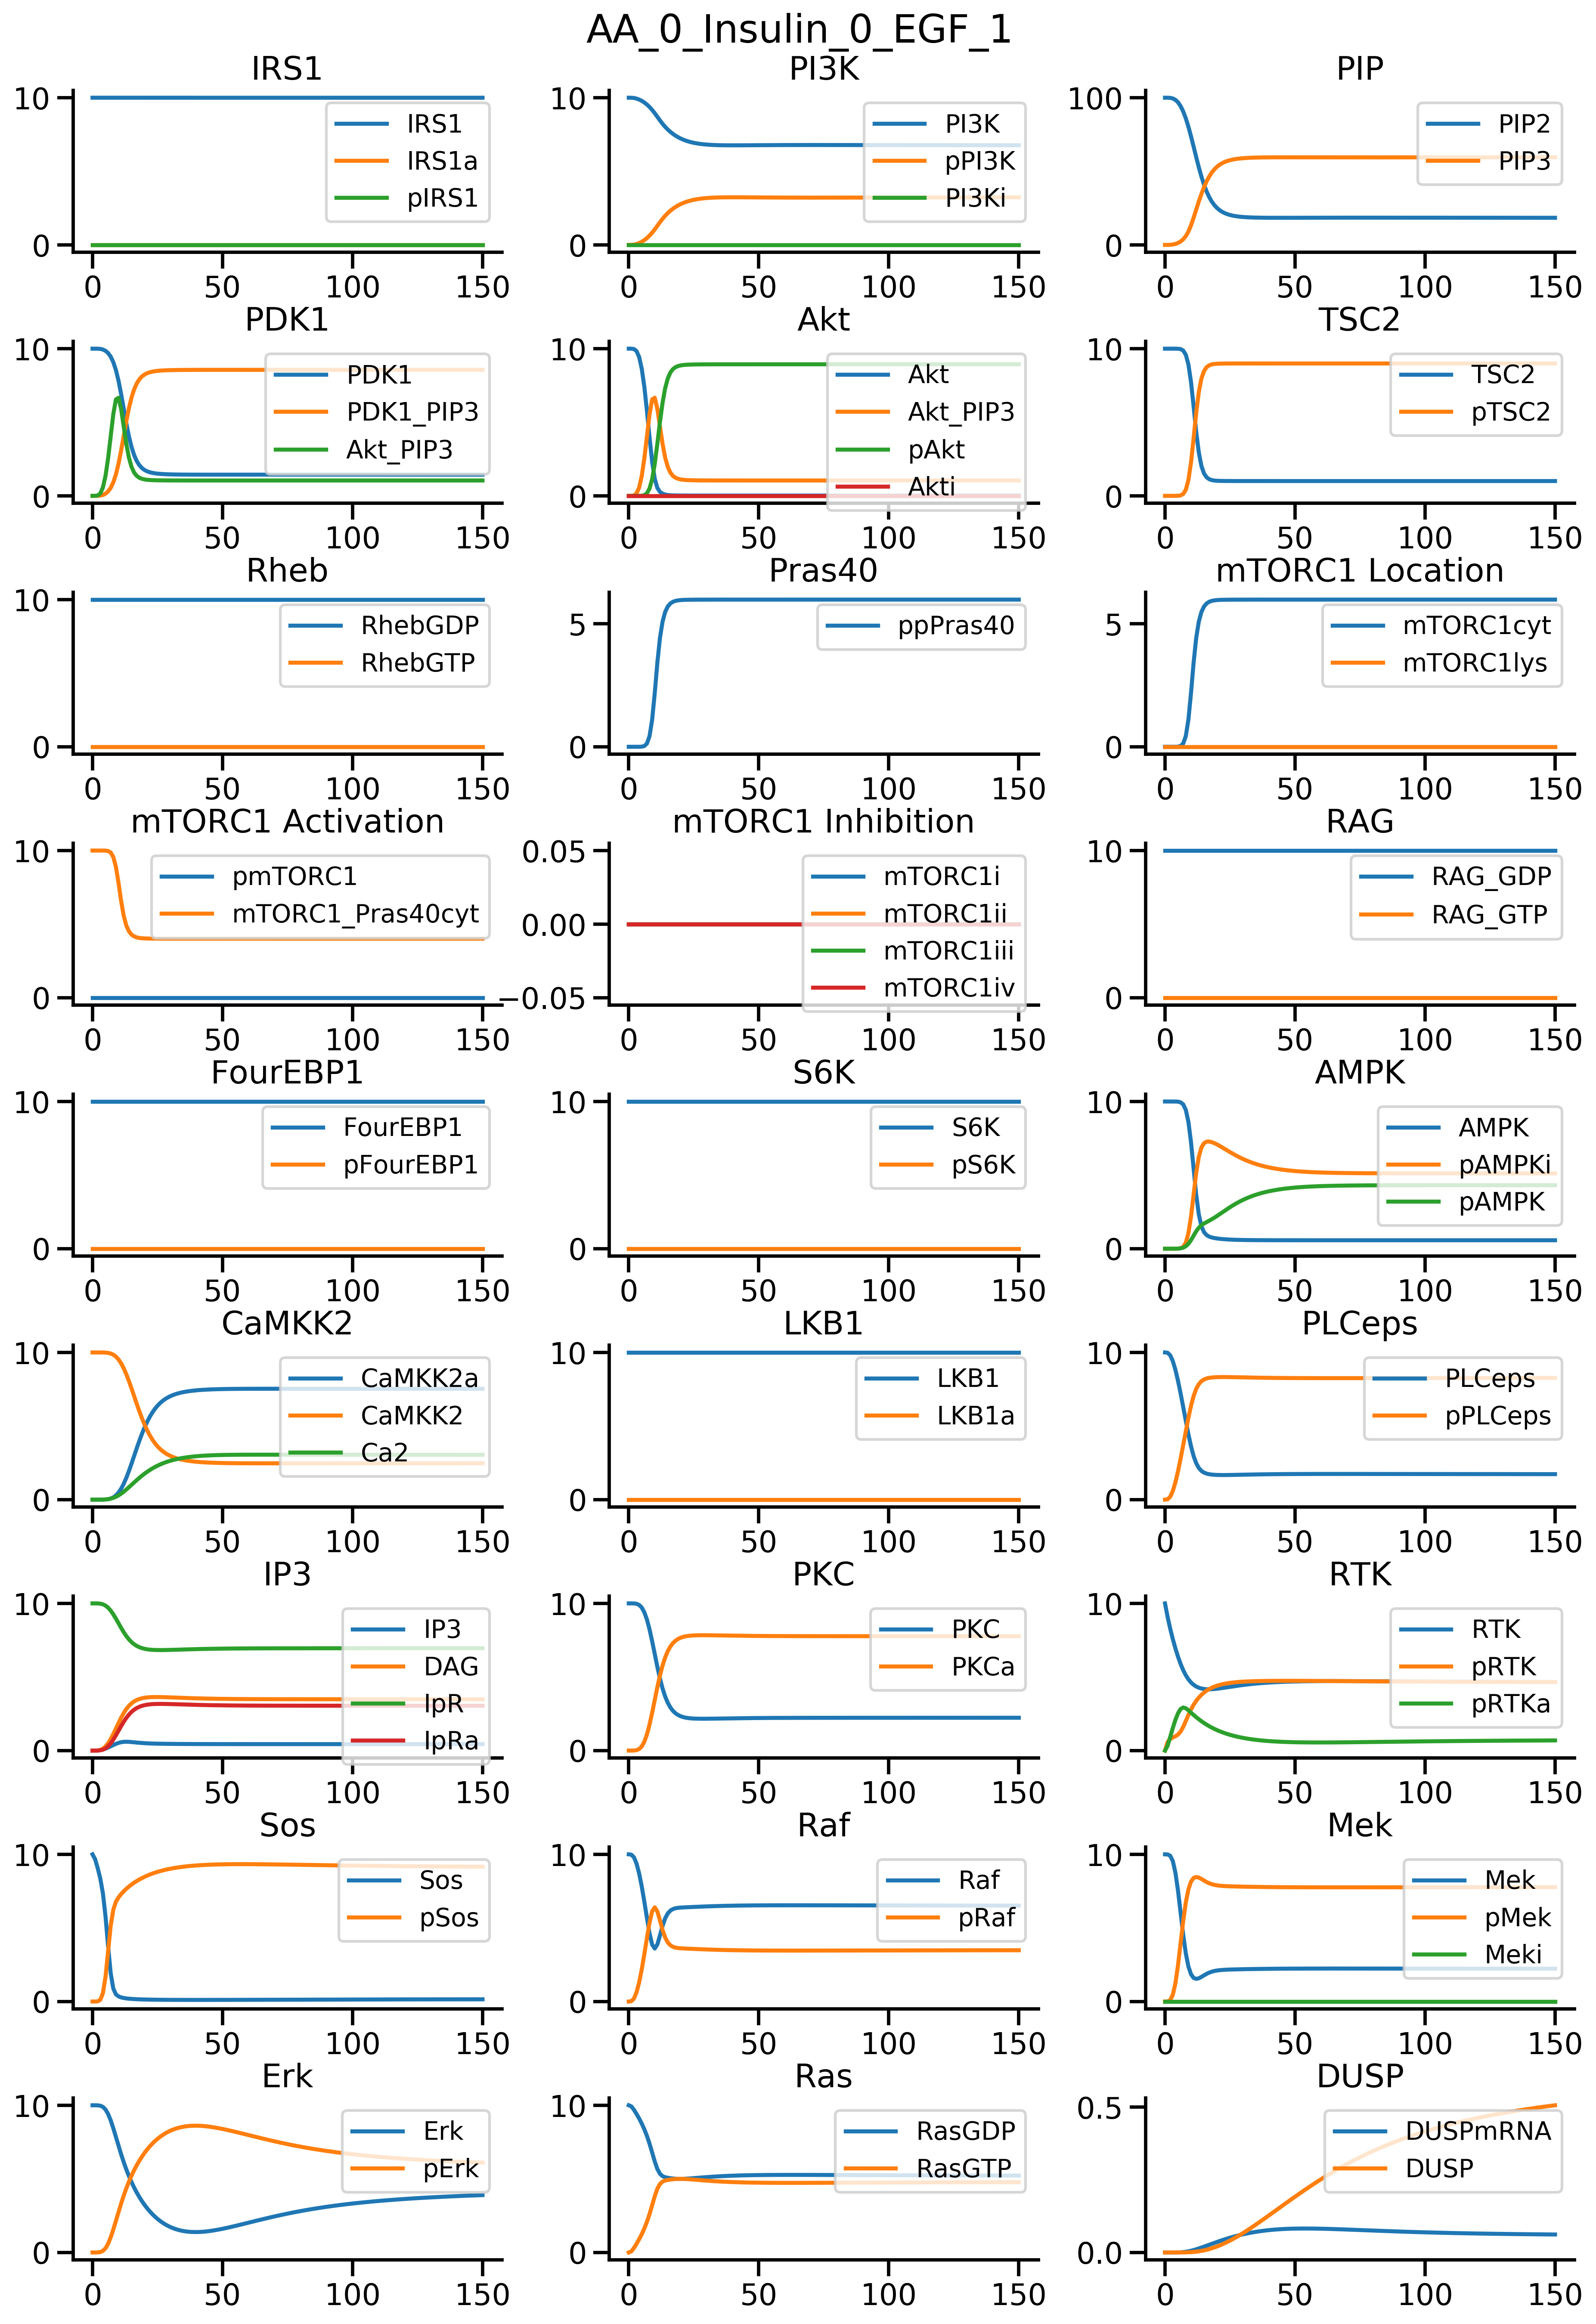 AA_0_Insulin_0_EGF_1
IRS1
PI3K
PIP
10
0
IRS1
IRS1a
pIRS1
0 50 100 150
10
0
PI3K
pPI3K
PI3Ki
0 50 100 150
100
0
PIP2
PIP3
0 50 100 150
PDK1
Akt
TSC2
10
0
PDK1
PDK1_PIP3
Akt_PIP3
0 50 100 150
10
0
Akt
Akt_PIP3
pAkt
Akti
0 50 100 150
10
0
TSC2
pTSC2
0 50 100 150
Rheb
Pras40
mTORC1 Location
10
0
RhebGDP
RhebGTP
0 50 100 150
5
0
ppPras40
0 50 100 150
5
0
mTORC1cyt
mTORC1lys
0 50 100 150
mTORC1 Activation
mTORC1 Inhibition
RAG
10
0
pmTORC1
mTORC1_Pras40cyt
0 50 100 150
0.05
0.00
−0.05
mTORC1i
mTORC1ii
mTORC1iii
mTORC1iv
0 50 100 150
10
0
RAG_GDP
RAG_GTP
0 50 100 150
FourEBP1
S6K
AMPK
10
0
FourEBP1
pFourEBP1
0 50 100 150
10
0
S6K
pS6K
0 50 100 150
10
0
AMPK
pAMPKi
pAMPK
0 50 100 150
CaMKK2
LKB1
PLCeps
10
0
CaMKK2a
CaMKK2
Ca2
0 50 100 150
10
0
LKB1
LKB1a
0 50 100 150
10
0
PLCeps
pPLCeps
0 50 100 150
IP3
PKC
RTK
10
0
IP3
DAG
IpR
IpRa
0 50 100 150
10
0
PKC
PKCa
0 50 100 150
10
0
RTK
pRTK
pRTKa
0 50 100 150
Sos
Raf
Mek
10
0
Sos
pSos
0 50 100 150
10
0
Raf
pRaf
0 50 100 150
10
0
Mek
pMek
Meki
0 50 100 150
Erk
Ras
DUSP
10
0
Erk
pErk
0 50 100 150
10
0
RasGDP
RasGTP
0 50 100 150
0.5
0.0
DUSPmRNA
DUSP
0 50 100 150